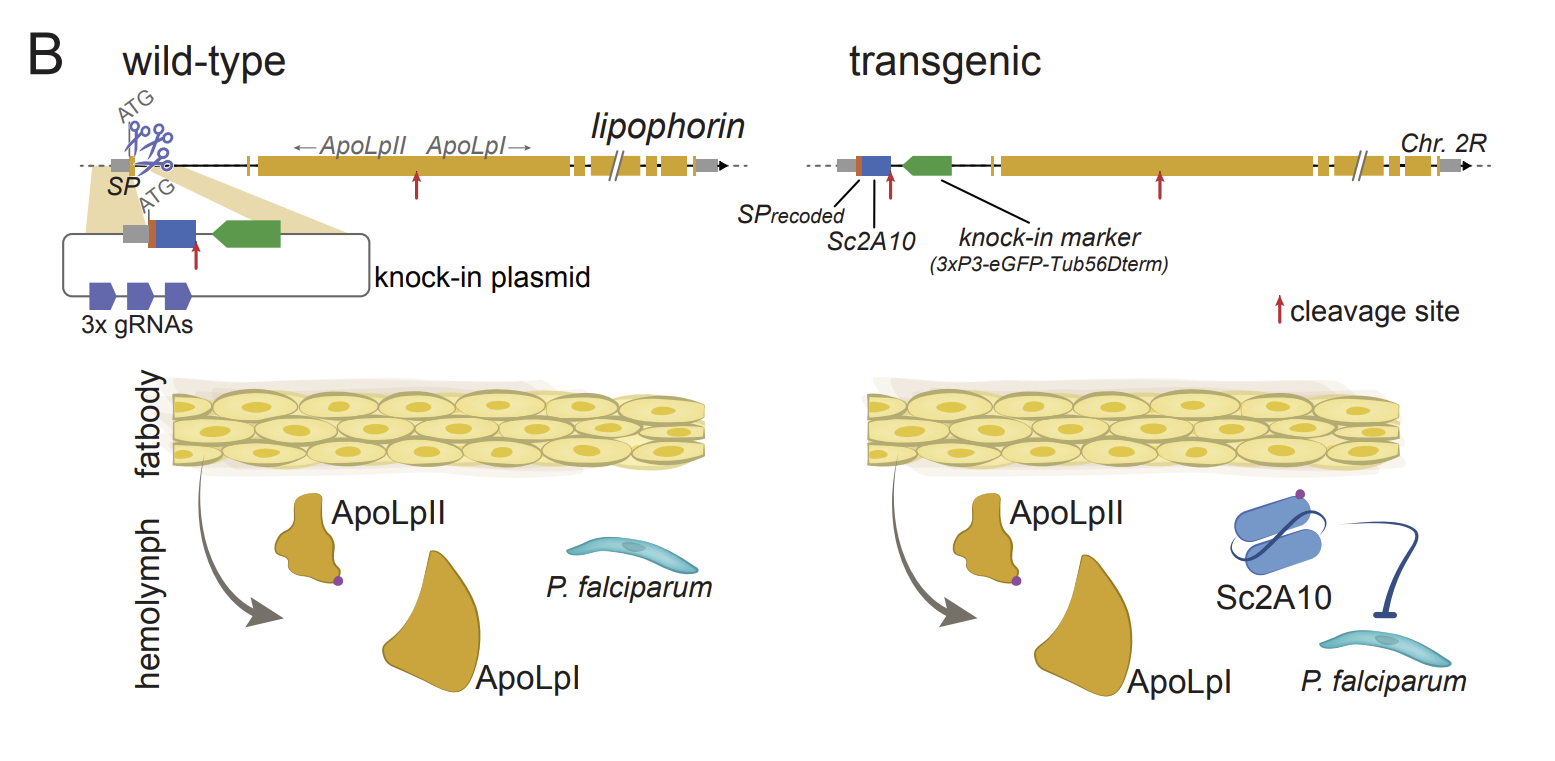 B
wild-type
transgenic
ATG
lipophorin
←ApoLpII ApoLpI→
Chr. 2R
SP
ATG
SPrecoded
Sc2A10
knock-in marker
(3xP3-eGFP-Tub56Dterm)
knock-in plasmid
3x gRNAs
cleavage site
fatbody
hemolymph
ApoLpII
P. falciparum
ApoLpI
ApoLpII
Sc2A10
ApoLpI
P. falciparum